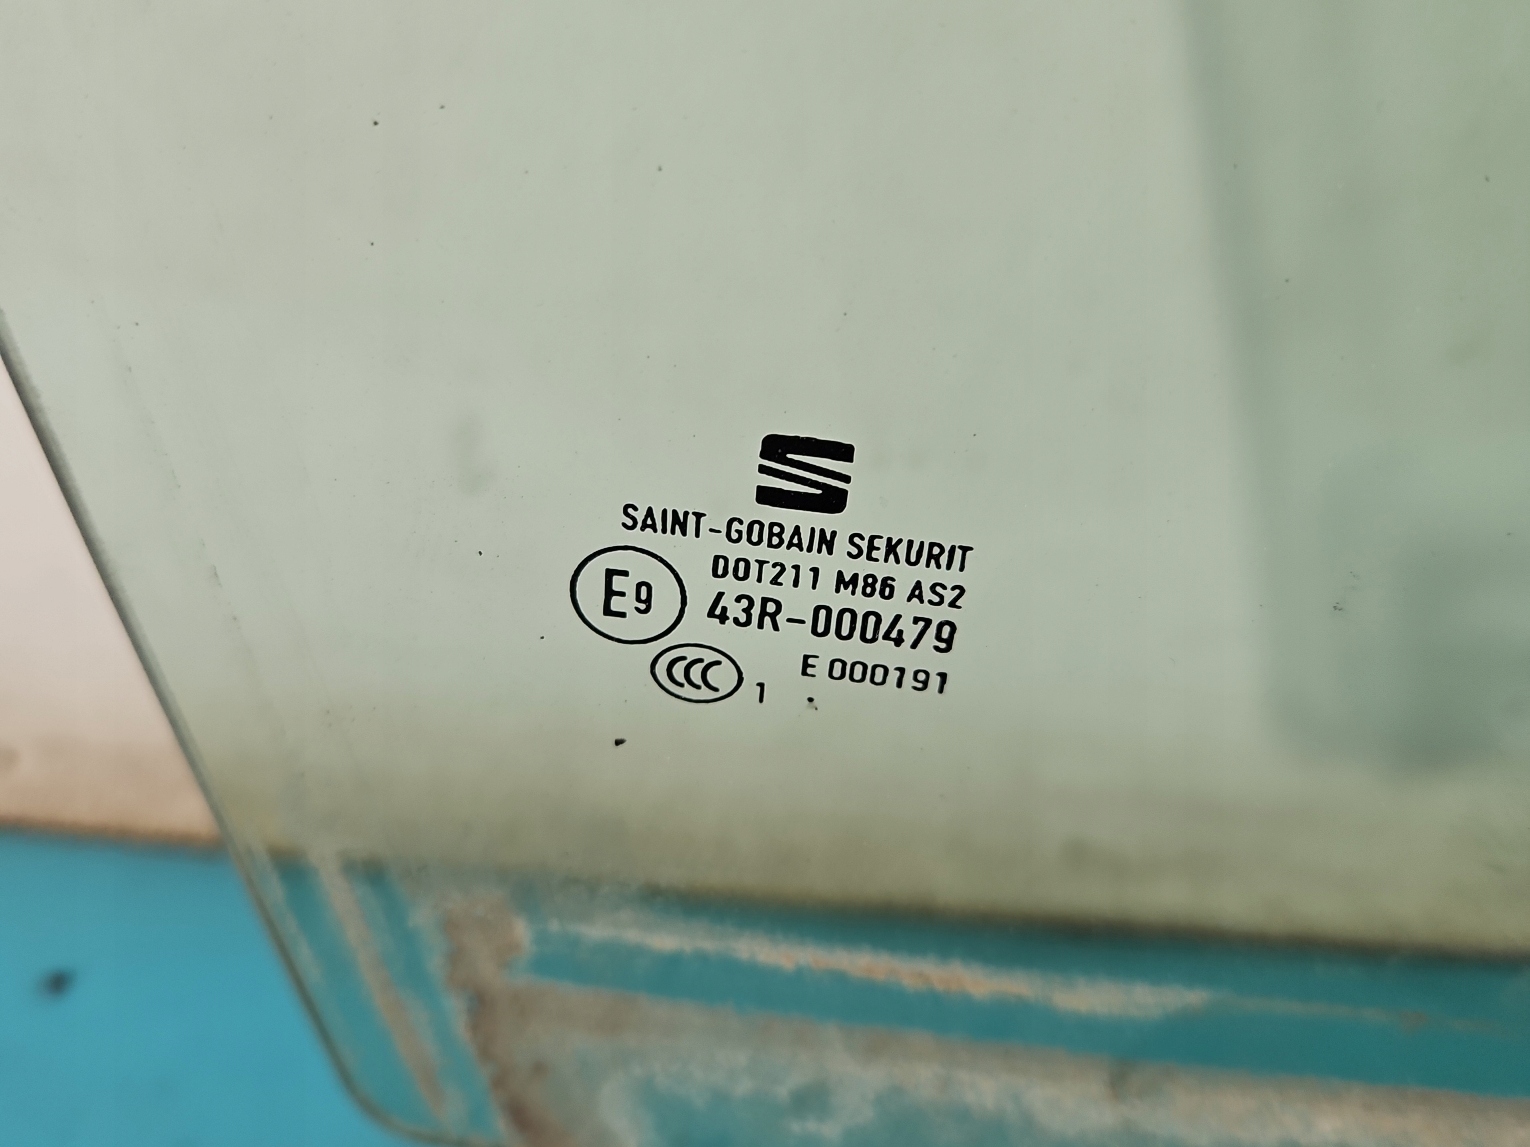 SAINT-GOBAIN SEKURIT
DOT211 M86 AS2
E9 43R-000479
CCC 1 E 000191